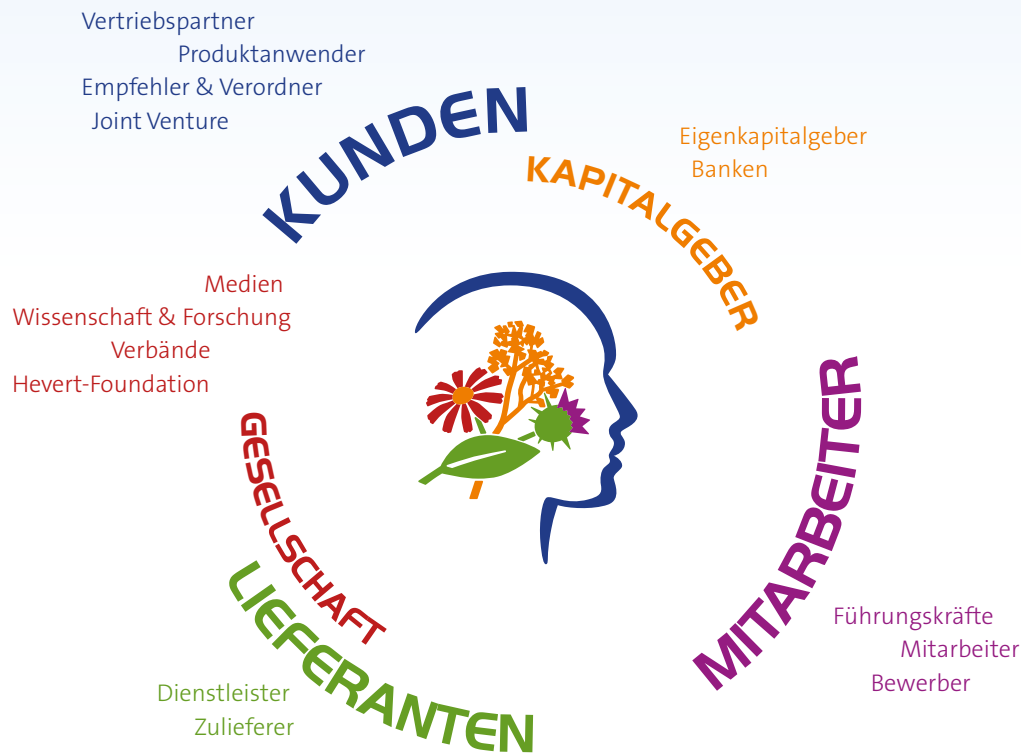 Vertriebspartner
Produktanwender
Empfehler & Verordner
Joint Venture
KUNDEN
Eigenkapitalgeber
Banken
KAPITALGEBER
Medien
Wissenschaft & Forschung
Verbände
Hevert-Foundation
GESELLSCHAFT
MITARBEITER
Führungskräfte
Mitarbeiter
Bewerber
LIEFERANTEN
Dienstleister
Zulieferer